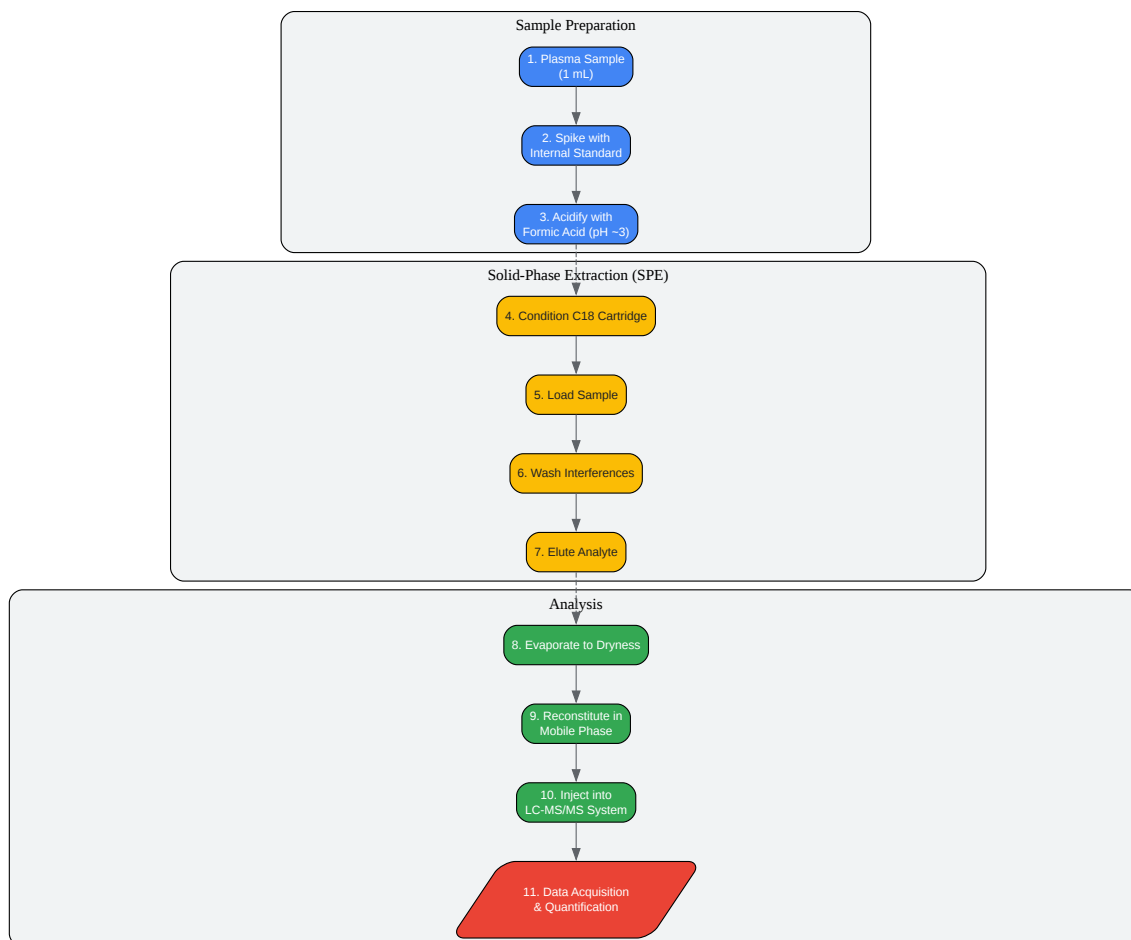 Sample Preparation
1. Plasma Sample
(1 mL)
2. Spike with
Internal Standard
3. Acidify with
Formic Acid (pH ~3)
Solid-Phase Extraction (SPE)
4. Condition C18 Cartridge
5. Load Sample
6. Wash Interferences
7. Elute Analyte
Analysis
8. Evaporate to Dryness
9. Reconstitute in
Mobile Phase
10. Inject into
LC-MS/MS System
11. Data Acquisition
& Quantification